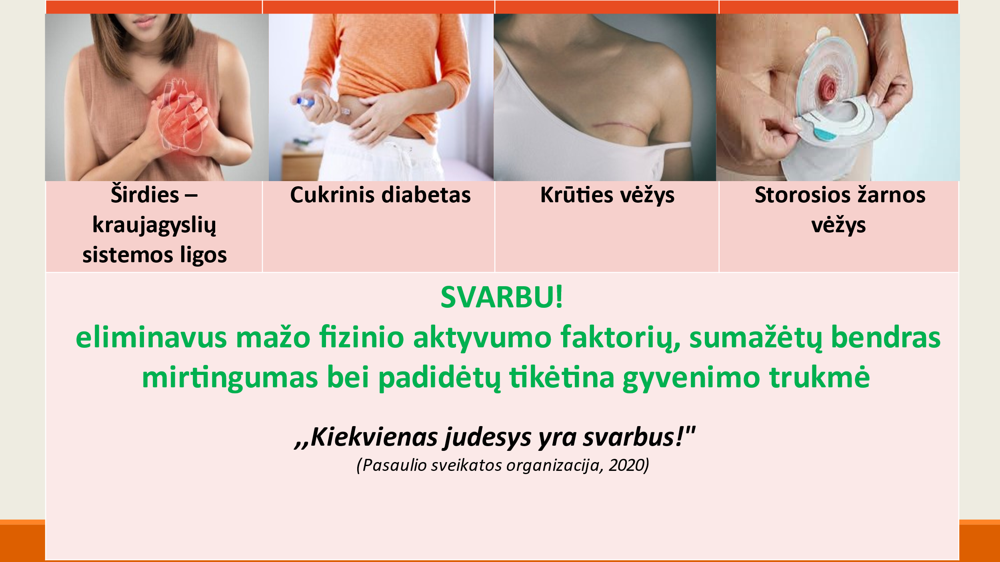 Širdies –
kraujagyslių
sistemos ligos
Cukrinis diabetas
Krūties vėžys
Storosios žarnos
vėžys
SVARBU!
eliminavus mažo fizinio aktyvumo faktorių, sumažėtų bendras
mirtingumas bei padidėtų tikėtina gyvenimo trukmė
,,Kiekvienas judesys yra svarbus!"
(Pasaulio sveikatos organizacija, 2020)